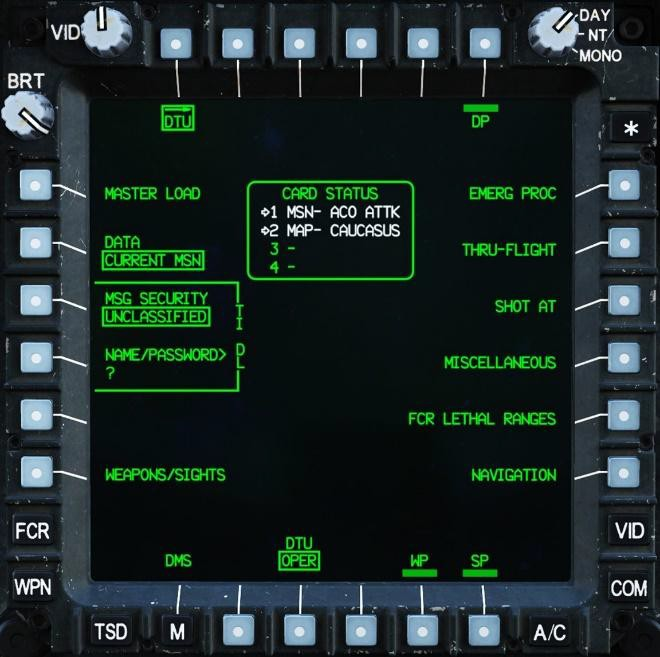 VID
DAY
NT
MONO
BRT
DTU
DP
*
MASTER LOAD
CARD STATUS
EMERG PROC
➩1 MSN- ACO ATTK
➩2 MAP- CAUCASUS
3 -
4 -
DATA
CURRENT MSN
THRU-FLIGHT
MSG SECURITY
UNCLASSIFIED
TI
SHOT AT
NAME/PASSWORD>
?
DL
MISCELLANEOUS
FCR LETHAL RANGES
WEAPONS/SIGHTS
NAVIGATION
FCR
VID
DTU
DMS
OPER
WP
SP
WPN
COM
TSD
M
A/C